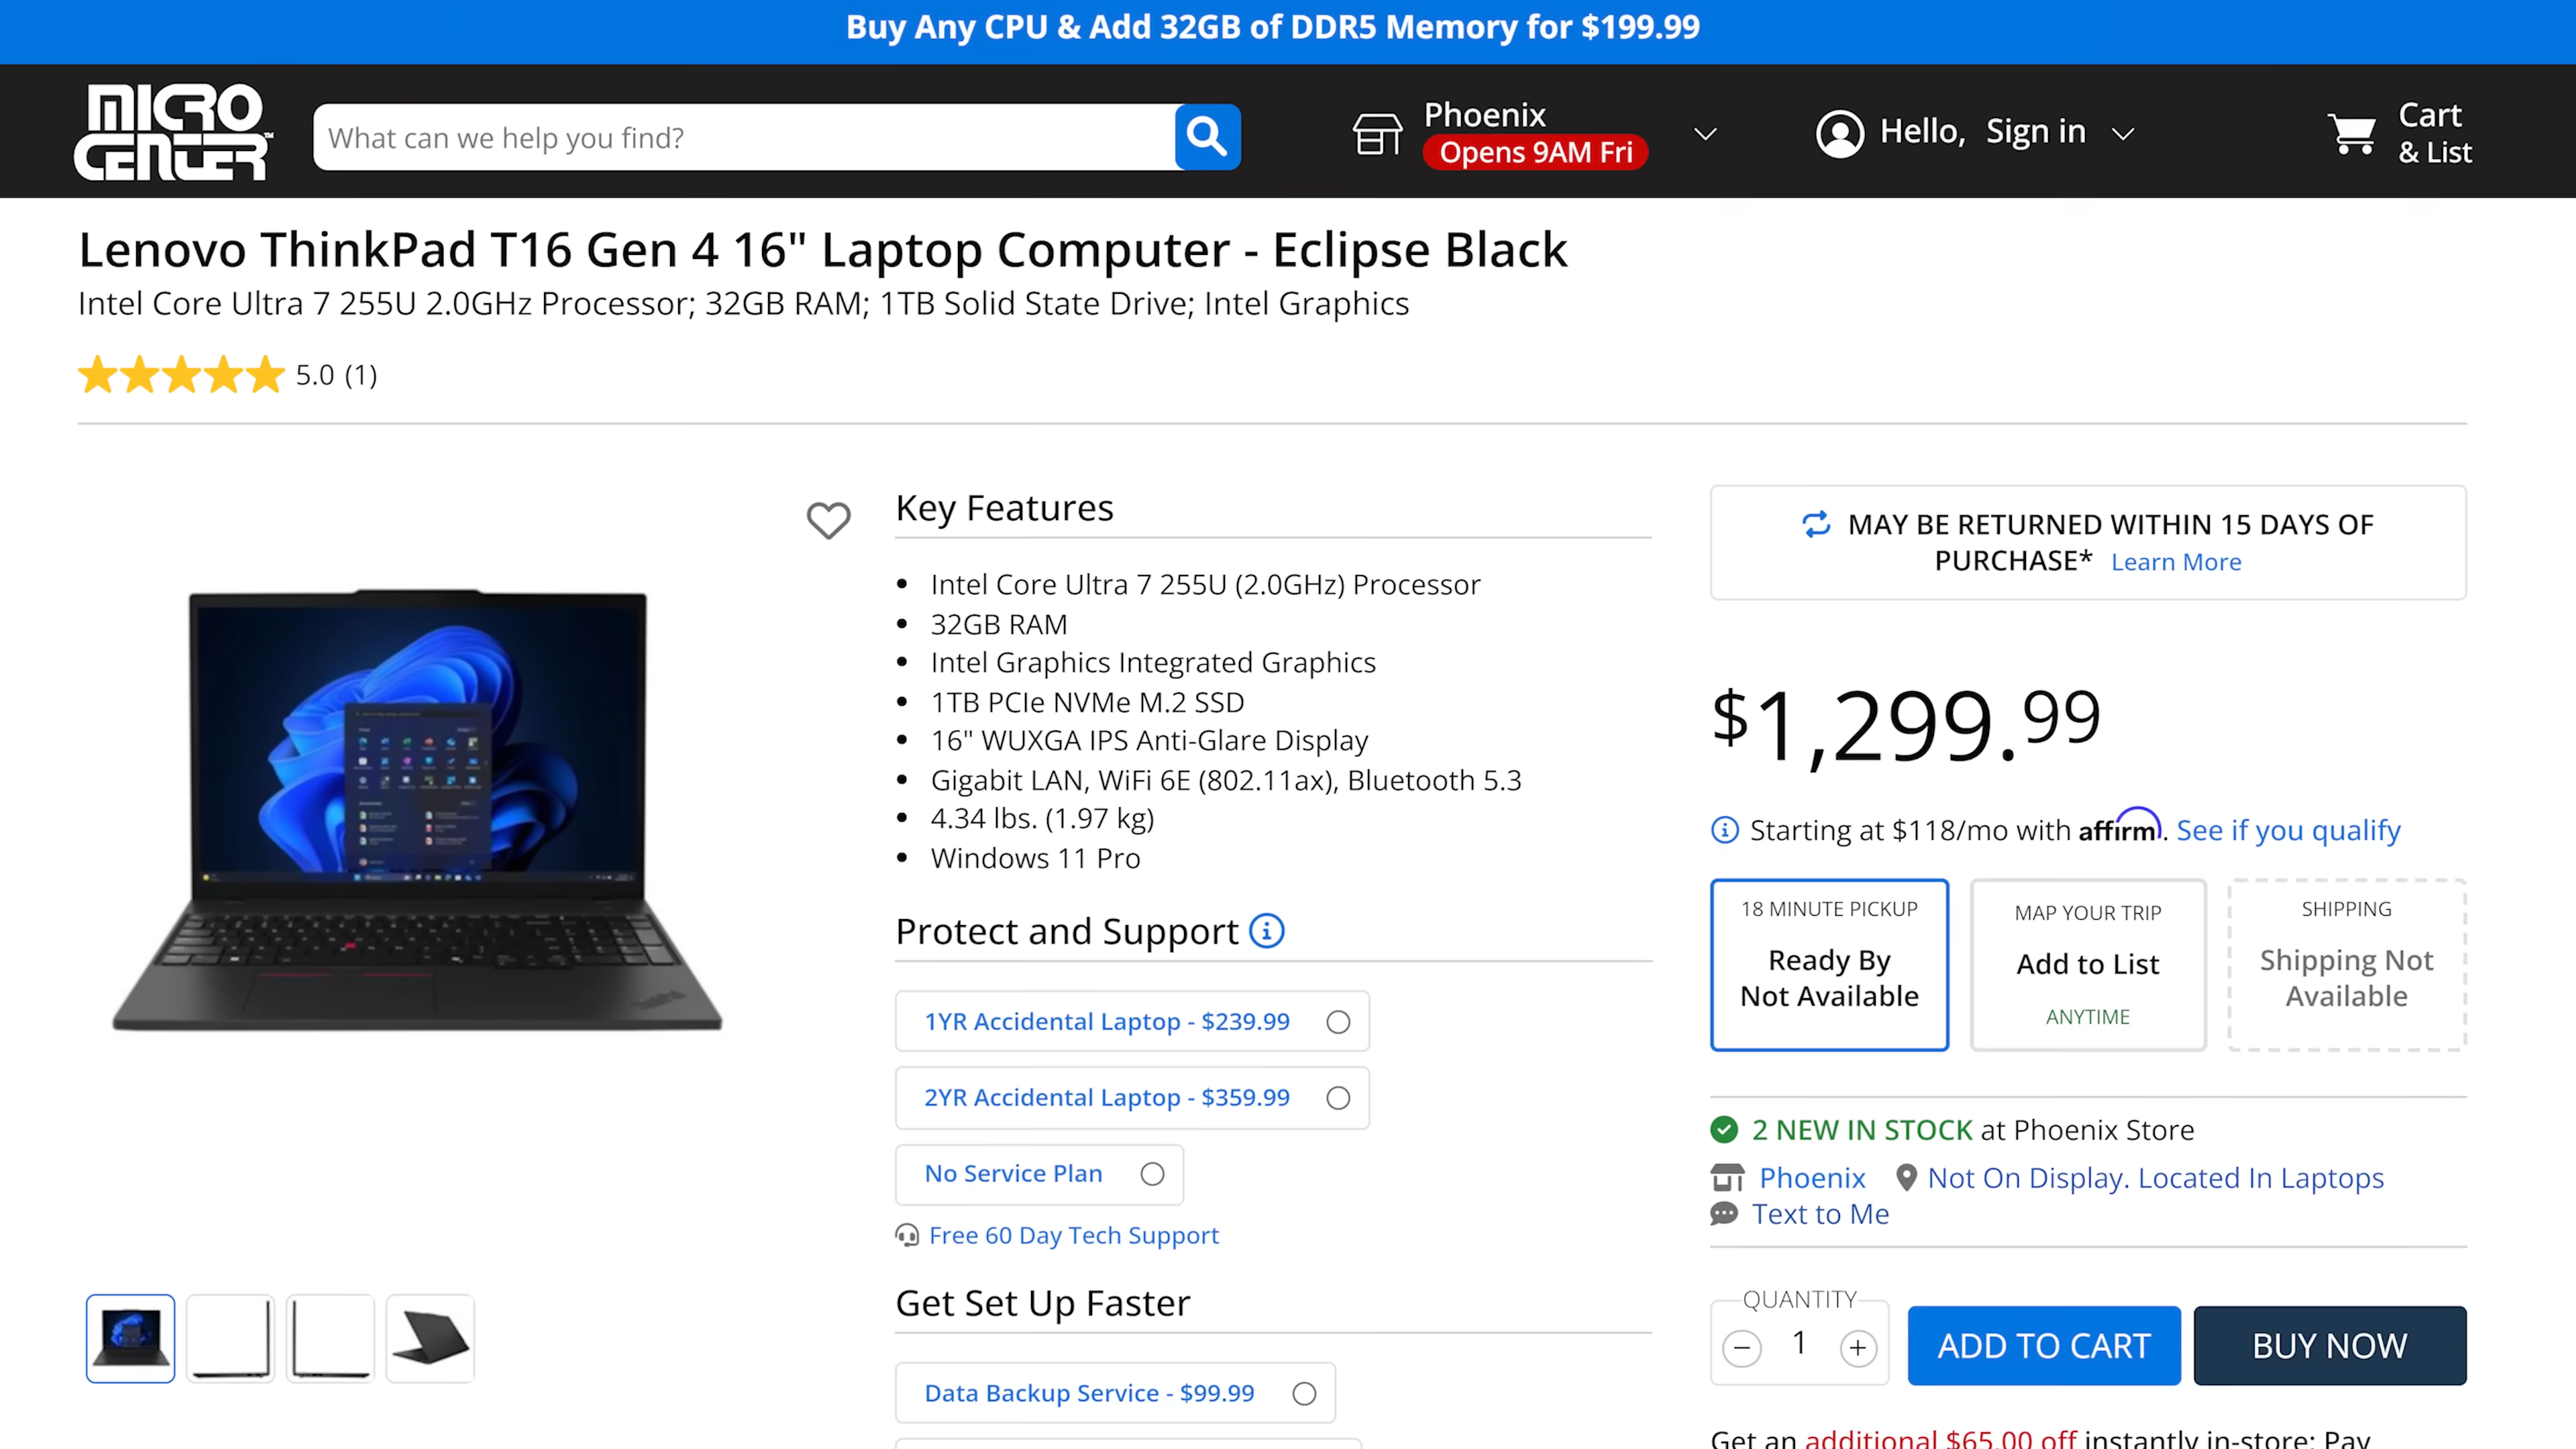 Buy Any CPU & Add 32GB of DDR5 Memory for $199.99
MICRO
CENTER
What can we help you find?
Phoenix
Opens 9AM Fri
Hello, Sign in
Cart
& List
Lenovo ThinkPad T16 Gen 4 16" Laptop Computer - Eclipse Black
Intel Core Ultra 7 255U 2.0GHz Processor; 32GB RAM; 1TB Solid State Drive; Intel Graphics
5.0 (1)
Key Features
Intel Core Ultra 7 255U (2.0GHz) Processor
32GB RAM
Intel Graphics Integrated Graphics
1TB PCIe NVMe M.2 SSD
16" WUXGA IPS Anti-Glare Display
Gigabit LAN, WiFi 6E (802.11ax), Bluetooth 5.3
4.34 lbs. (1.97 kg)
Windows 11 Pro
Protect and Support
1YR Accidental Laptop - $239.99
2YR Accidental Laptop - $359.99
No Service Plan
Free 60 Day Tech Support
Get Set Up Faster
Data Backup Service - $99.99
MAY BE RETURNED WITHIN 15 DAYS OF
PURCHASE* Learn More
$1,299.99
Starting at $118/mo with affirm. See if you qualify
18 MINUTE PICKUP
Ready By
Not Available
MAP YOUR TRIP
Add to List
ANYTIME
SHIPPING
Shipping Not
Available
2 NEW IN STOCK at Phoenix Store
Phoenix Not On Display. Located In Laptops
Text to Me
QUANTITY
1
ADD TO CART
BUY NOW
Get an additional $65.00 off instantly in-store: Pay